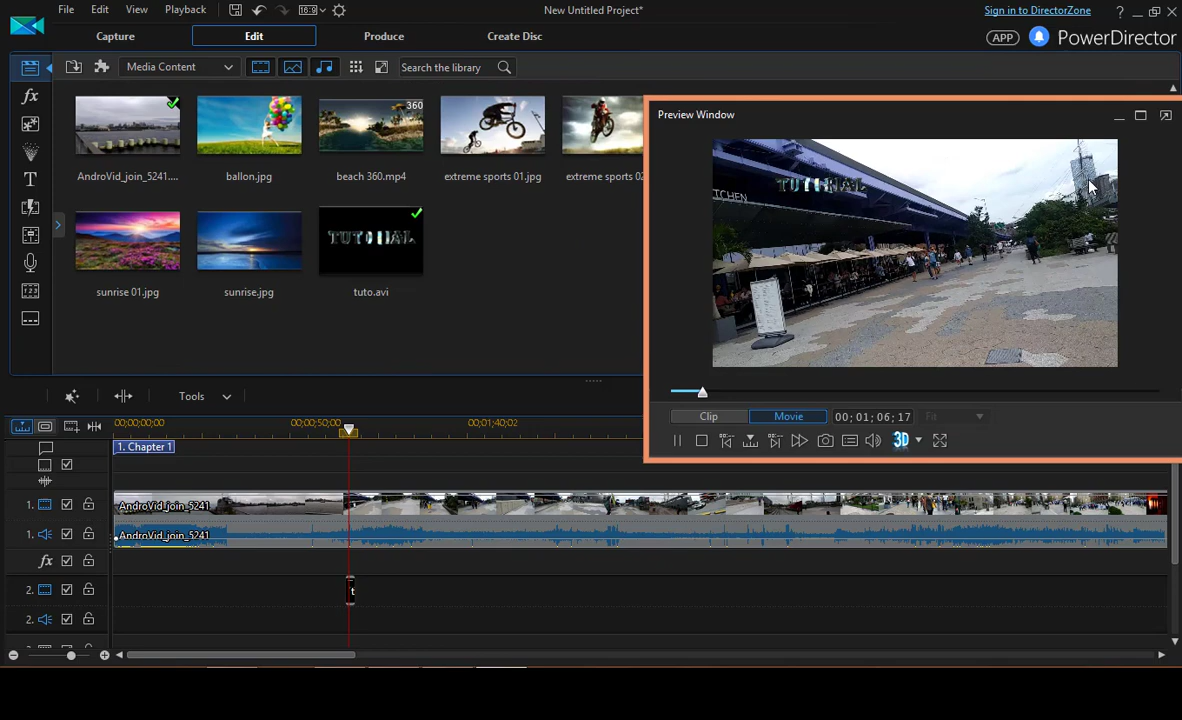 File Edit View Playback 16:9 New Untitled Project* Sign in to DirectorZone ?
Capture Edit Produce Create Disc APP PowerDirector
Media Content Search the library
fx
T
360
TUTORIAL
AndroVid_join_5241.... ballon.jpg beach 360.mp4 extreme sports 01.jpg extreme sports 02
sunrise 01.jpg sunrise.jpg tuto.avi
Preview Window
TCHEN TUTORIAL
Clip Movie 00; 01; 06; 17 Fit
3D
Tools
00;00;00;00 00;00;50;00 00;01;40;02
1. Chapter 1
1. AndroVid_join_5241
1. AndroVid_join_5241
fx
2. t
2.